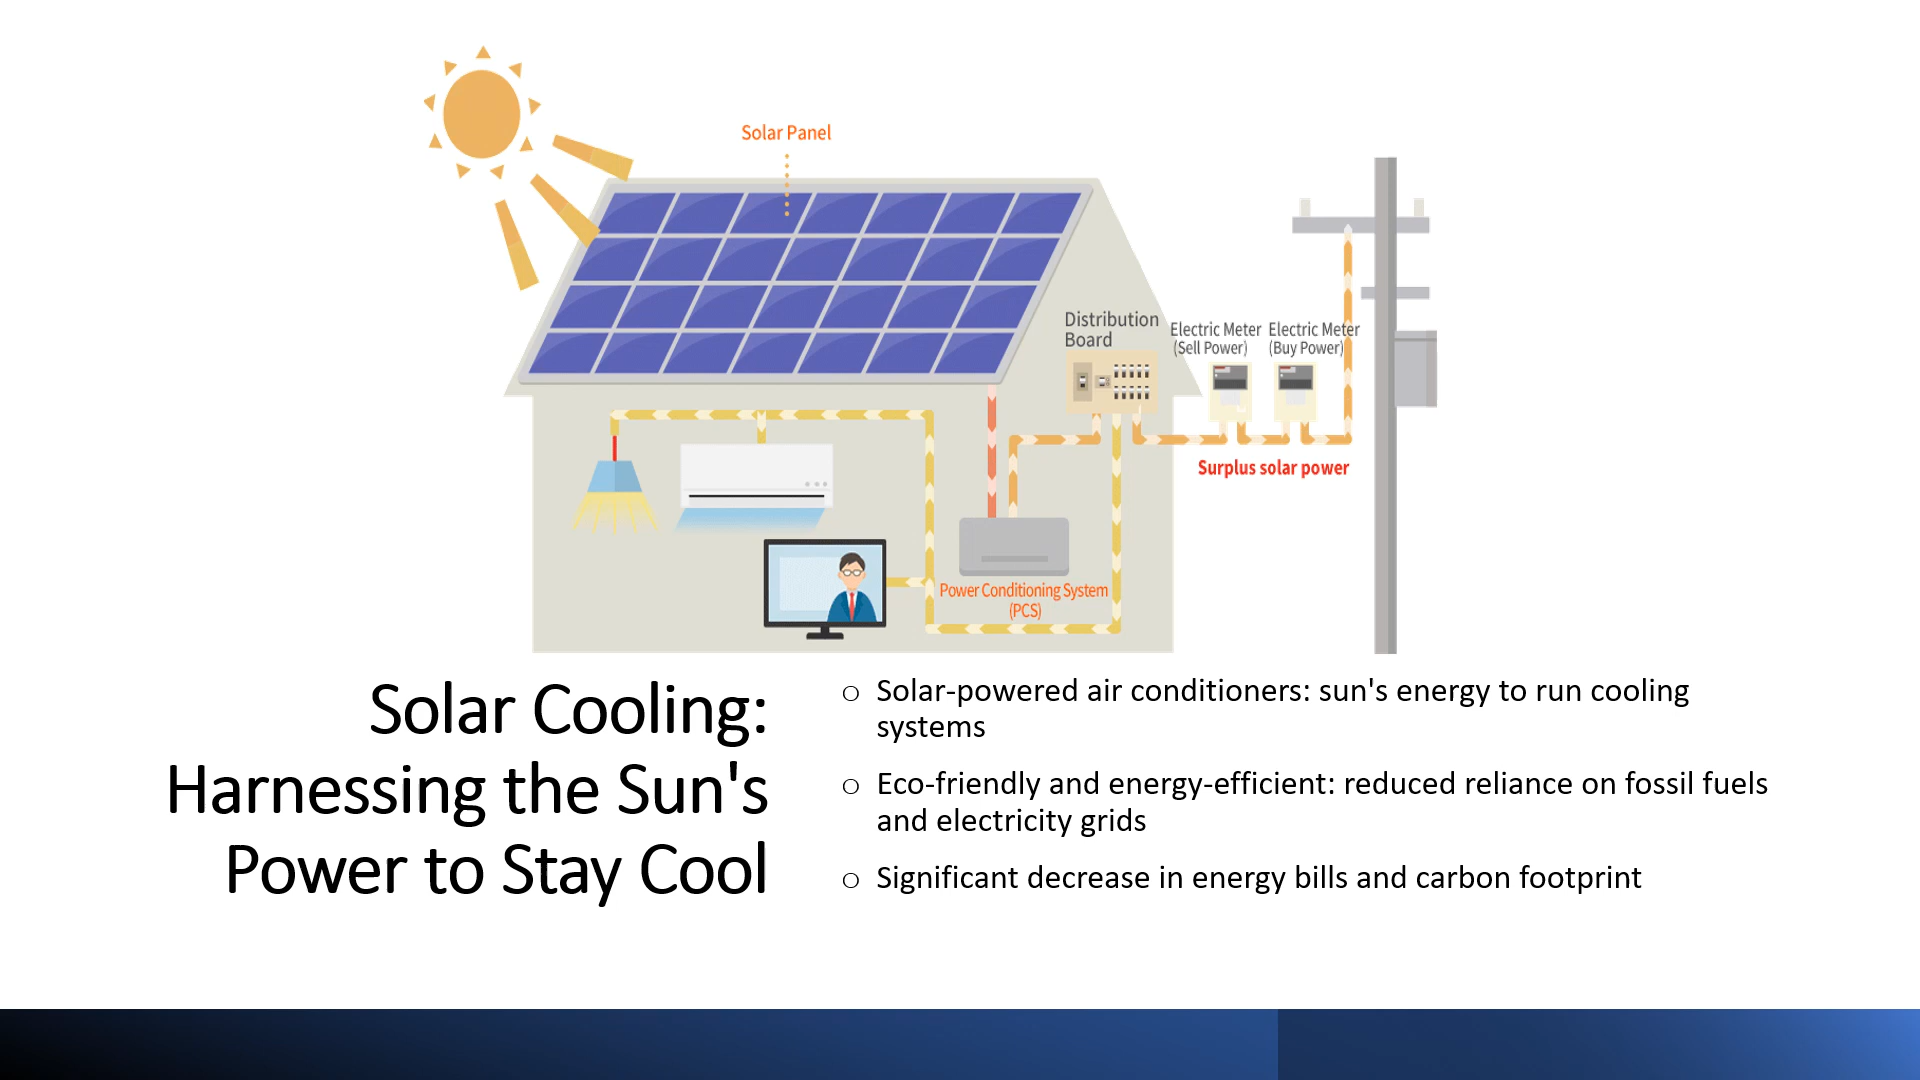 Solar Panel
Distribution
Board
Electric Meter
(Sell Power)
Electric Meter
(Buy Power)
Surplus solar power
Power Conditioning System
(PCS)
Solar Cooling:
Harnessing the Sun's
Power to Stay Cool
○ Solar-powered air conditioners: sun's energy to run cooling
systems
○ Eco-friendly and energy-efficient: reduced reliance on fossil fuels
and electricity grids
○ Significant decrease in energy bills and carbon footprint